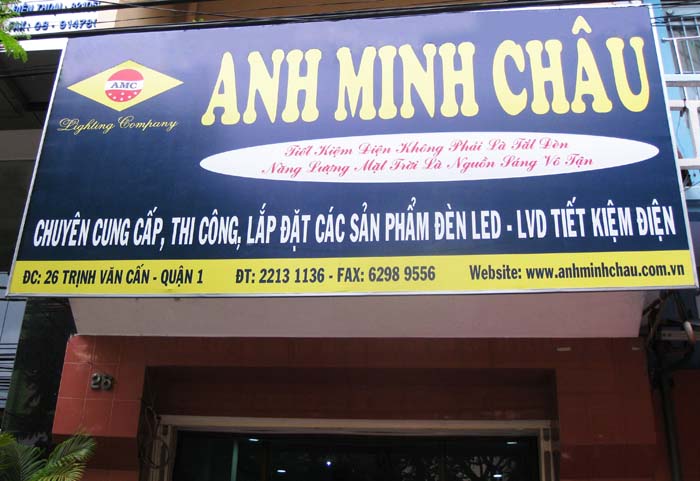 FAX: 08 - 914781
AMC
Lighting Company
ANH MINH CHÂU
Tiết Kiệm Điện Không Phải Là Tắt Đèn
Năng Lượng Mặt Trời Là Nguồn Sáng Vô Tận
CHUYÊN CUNG CẤP, THI CÔNG, LẮP ĐẶT CÁC SẢN PHẨM ĐÈN LED - LVD TIẾT KIỆM ĐIỆN
ĐC: 26 TRỊNH VĂN CẤN - QUẬN 1 ĐT: 2213 1136 - FAX: 6298 9556 Website: www.anhminhchau.com.vn
26